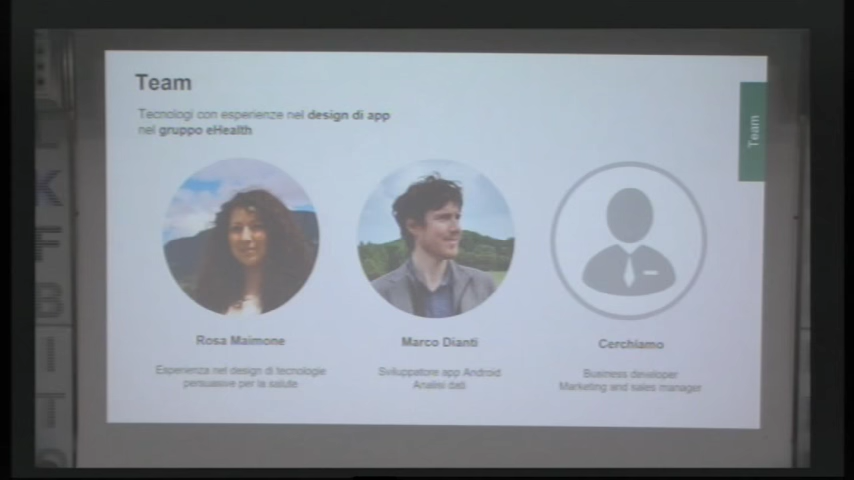 Team
Tecnologi con esperienze nel design di app
nel gruppo eHealth
Team
Rosa Maimone
Marco Dianti
Cerchiamo
Esperienza nel design di tecnologie
persuasive per la salute
Sviluppatore app Android
Analisi dati
Business developer
Marketing and sales manager
K
F
B
I
T
S